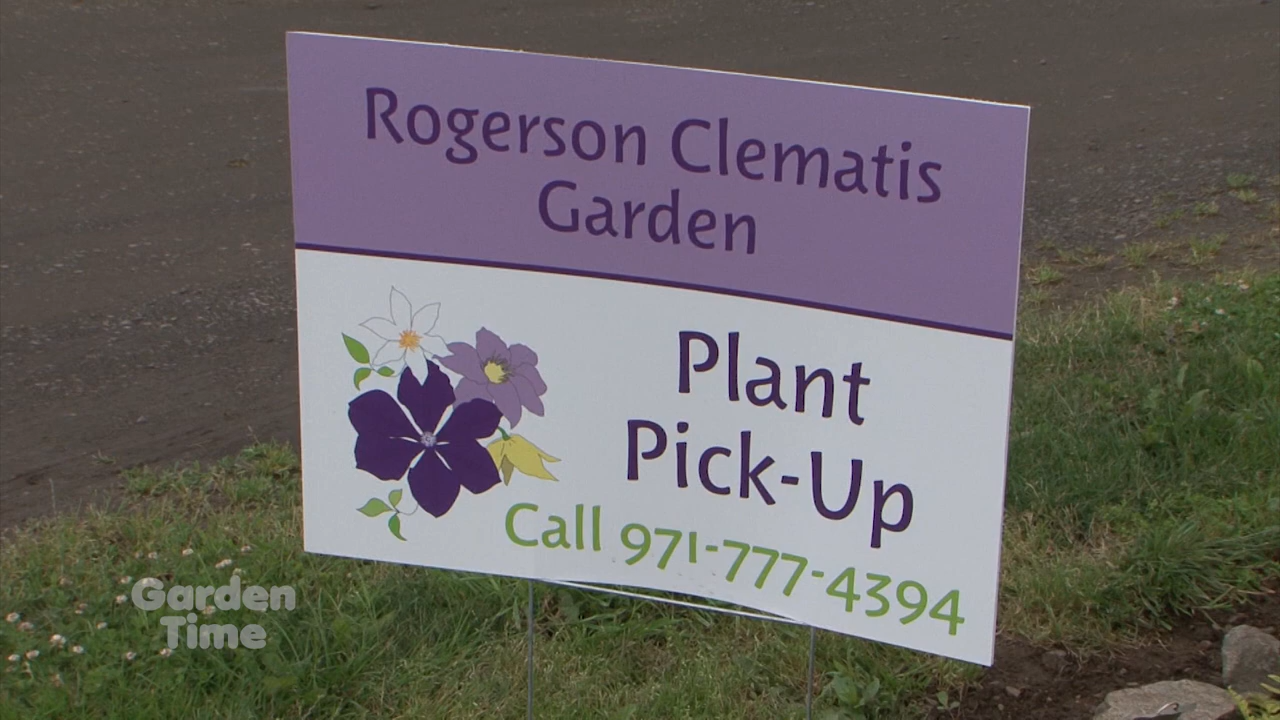 Rogerson Clematis
Garden
Plant
Pick-Up
Call 971-777-4394
Garden
Time